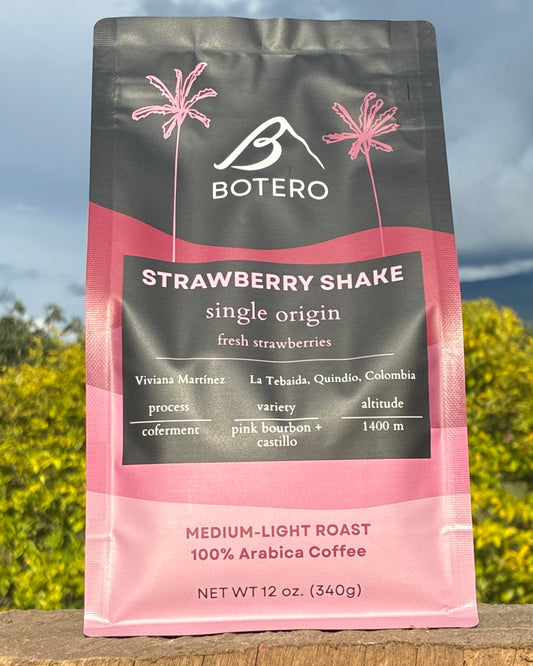 BOTERO
STRAWBERRY SHAKE
single origin
fresh strawberries
Viviana Martínez La Tebaida, Quindío, Colombia
process variety altitude
coferment pink bourbon + castillo 1400 m
MEDIUM-LIGHT ROAST
100% Arabica Coffee
NET WT 12 oz. (340g)